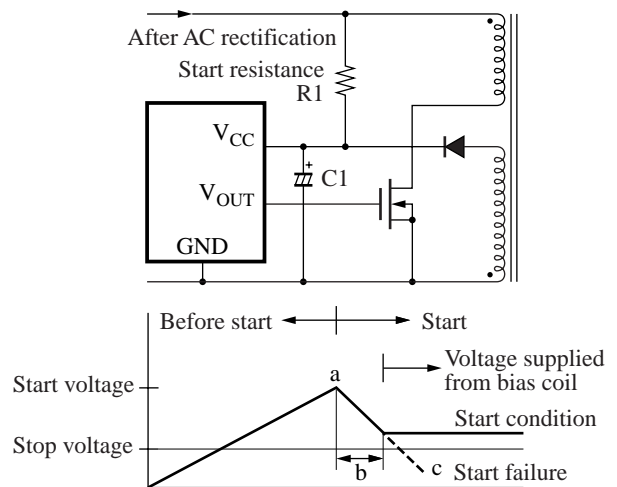 After AC rectification
Start resistance
R1
VCC
+
C1
VOUT
GND
Before start
Start
a
Voltage supplied
from bias coil
Start voltage
Start condition
Stop voltage
b
c
Start failure